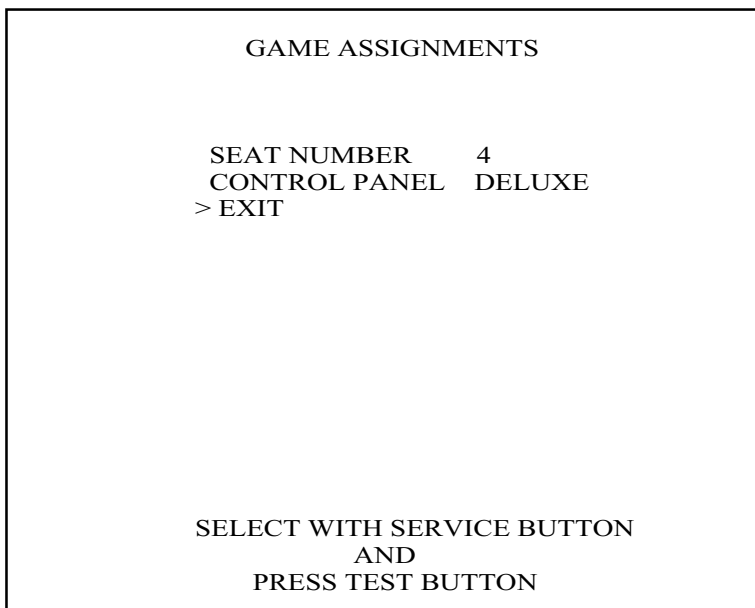 GAME ASSIGNMENTS
SEAT NUMBER 4
CONTROL PANEL DELUXE
> EXIT
SELECT WITH SERVICE BUTTON
AND
PRESS TEST BUTTON